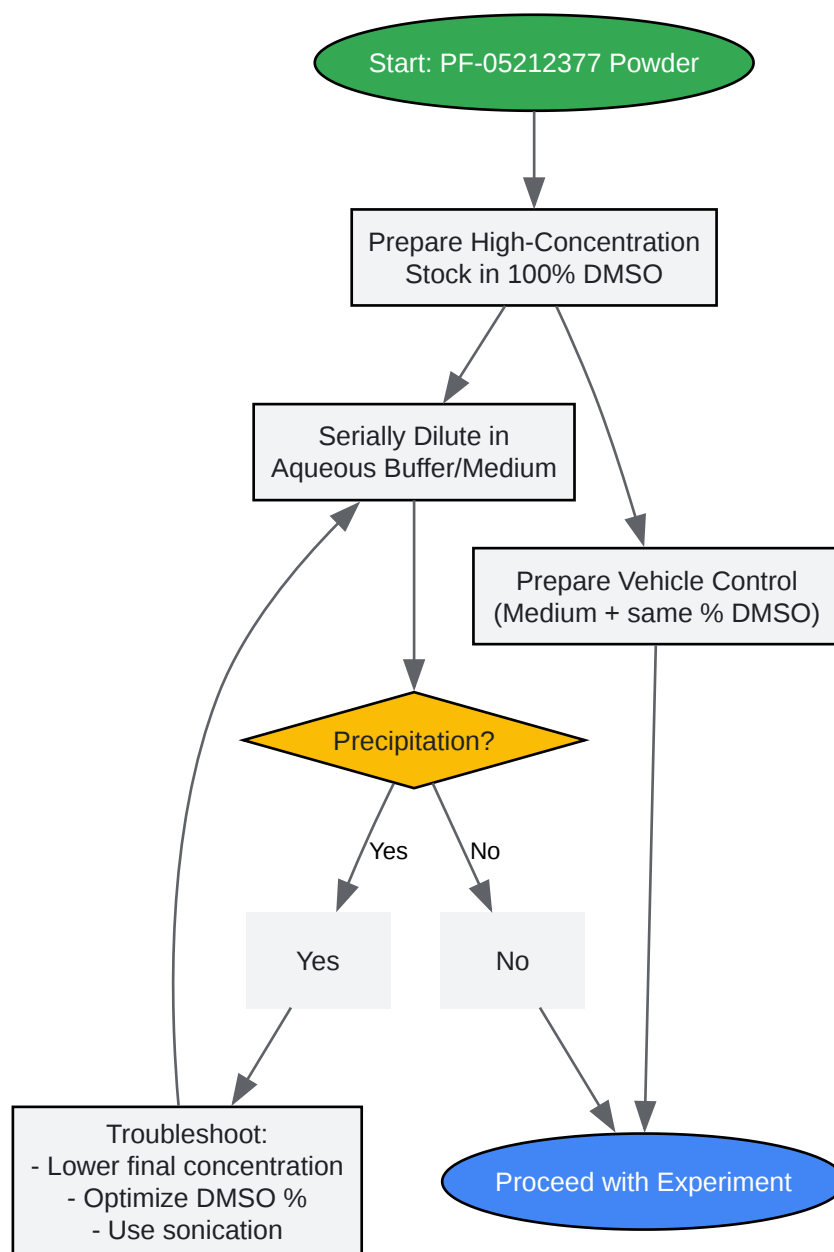 Start: PF-05212377 Powder
Prepare High-Concentration
Stock in 100% DMSO
Serially Dilute in
Aqueous Buffer/Medium
Prepare Vehicle Control
(Medium + same % DMSO)
Precipitation?
Yes
No
Yes
No
Troubleshoot:
- Lower final concentration
- Optimize DMSO %
- Use sonication
Proceed with Experiment